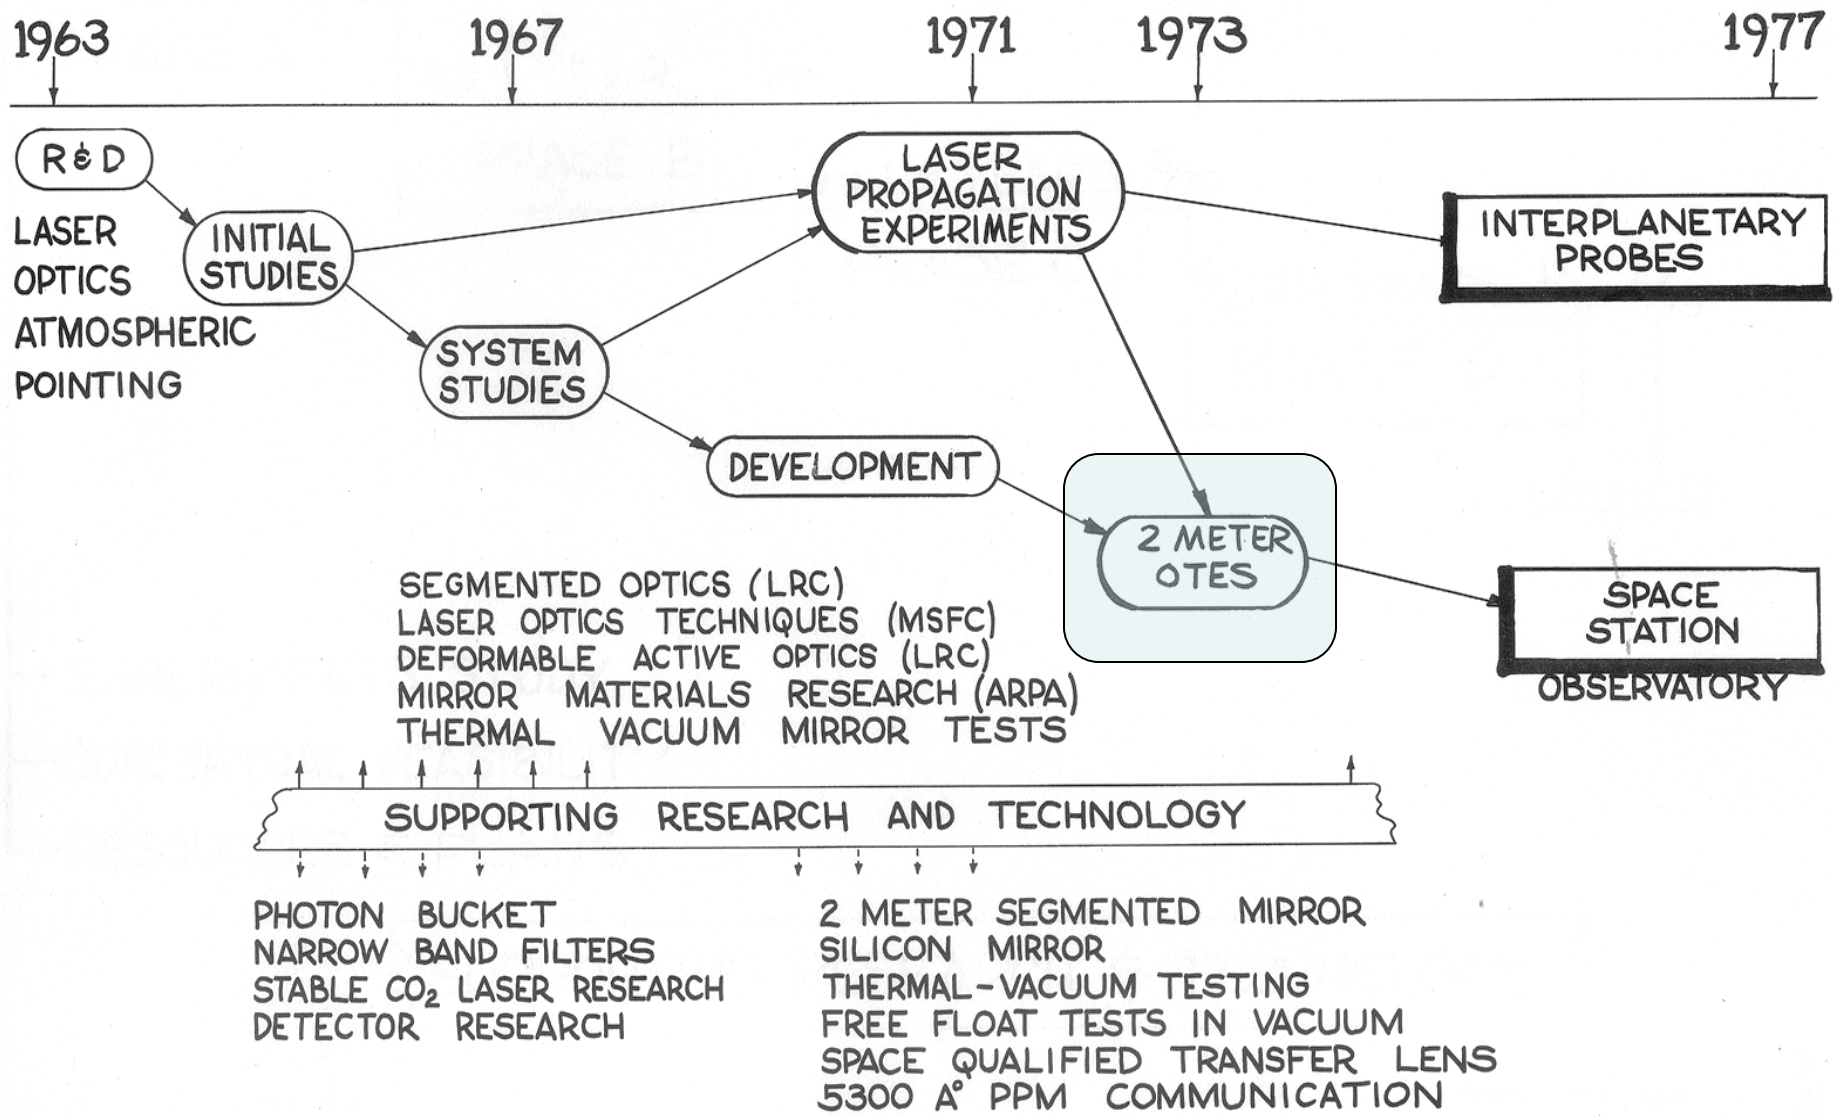 1963 1967 1971 1973 1977
R & D
LASER
OPTICS
ATMOSPHERIC
POINTING
INITIAL
STUDIES
SYSTEM
STUDIES
LASER
PROPAGATION
EXPERIMENTS
INTERPLANETARY
PROBES
DEVELOPMENT
2 METER
OTES
SPACE
STATION
OBSERVATORY
SEGMENTED OPTICS (LRC)
LASER OPTICS TECHNIQUES (MSFC)
DEFORMABLE ACTIVE OPTICS (LRC)
MIRROR MATERIALS RESEARCH (ARPA)
THERMAL VACUUM MIRROR TESTS
SUPPORTING RESEARCH AND TECHNOLOGY
PHOTON BUCKET
NARROW BAND FILTERS
STABLE CO₂ LASER RESEARCH
DETECTOR RESEARCH
2 METER SEGMENTED MIRROR
SILICON MIRROR
THERMAL-VACUUM TESTING
FREE FLOAT TESTS IN VACUUM
SPACE QUALIFIED TRANSFER LENS
5300 A° PPM COMMUNICATION